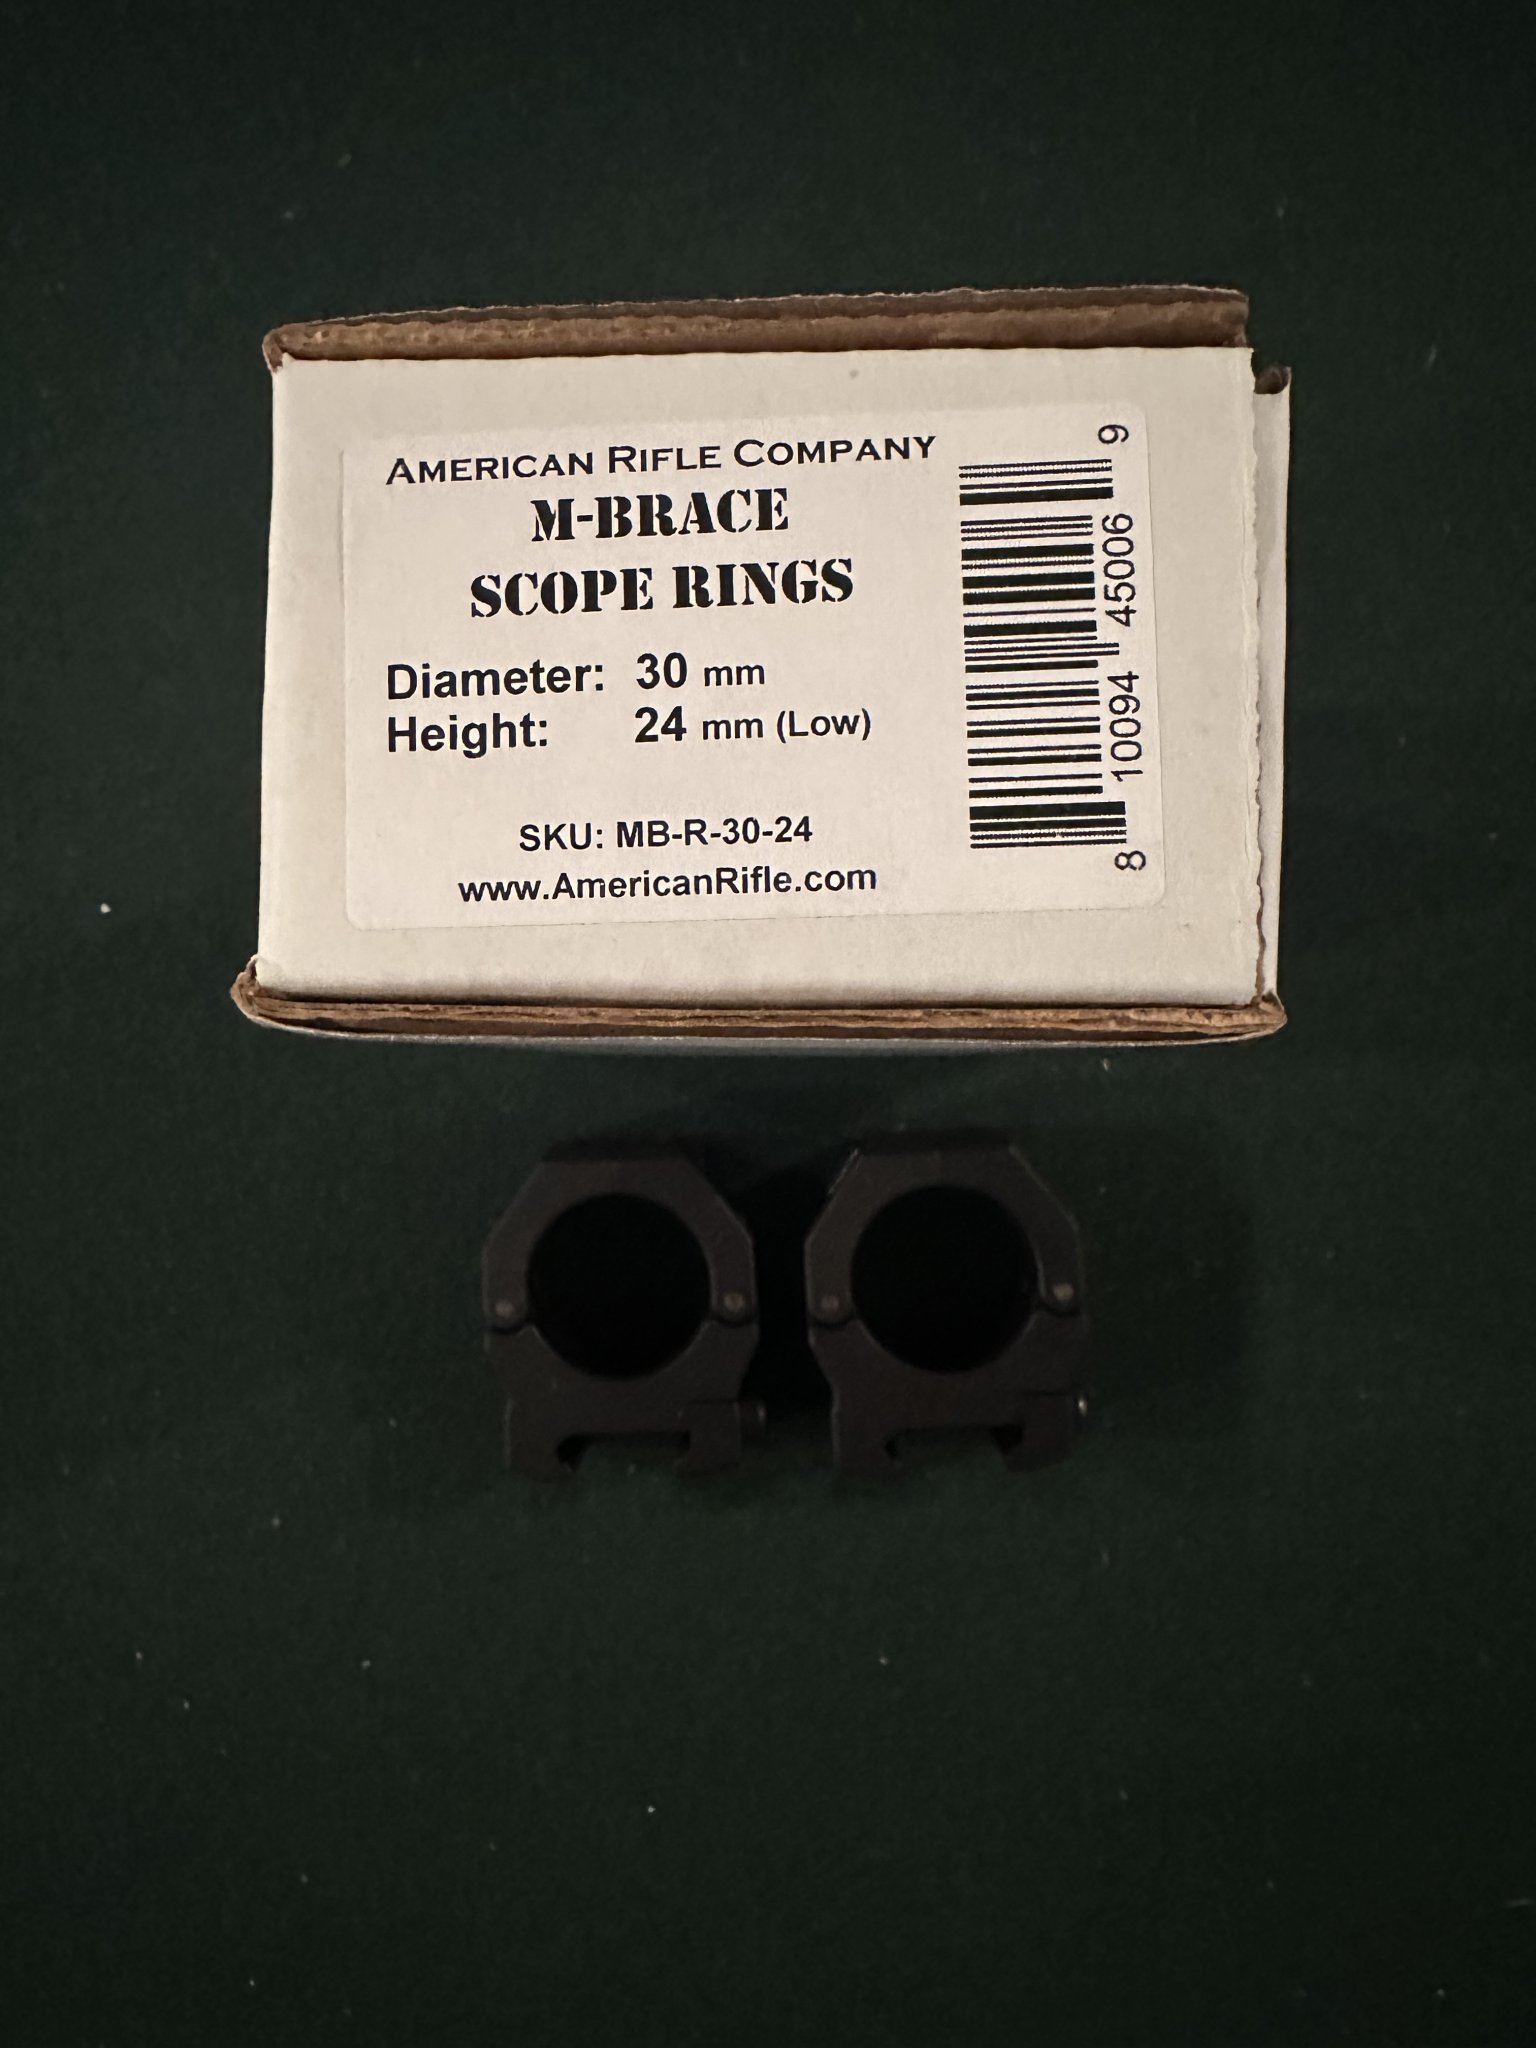 AMERICAN RIFLE COMPANY
M-BRACE
SCOPE RINGS
Diameter: 30 mm
Height: 24 mm (Low)
SKU: MB-R-30-24
www.AmericanRifle.com
8 10094 45006 9